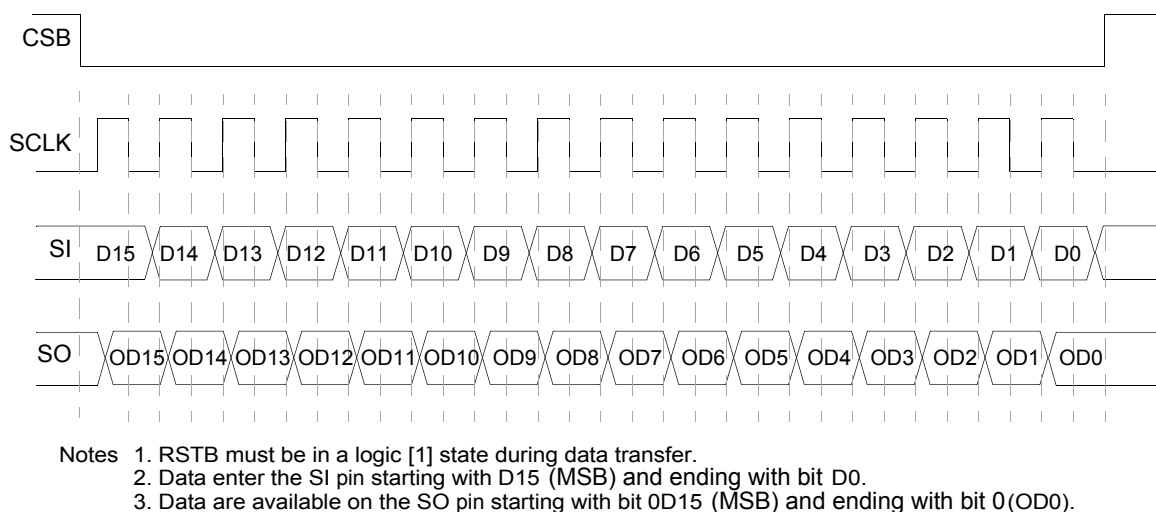 CSB
SCLK
SI D15 D14 D13 D12 D11 D10 D9 D8 D7 D6 D5 D4 D3 D2 D1 D0
SO OD15 OD14 OD13 OD12 OD11 OD10 OD9 OD8 OD7 OD6 OD5 OD4 OD3 OD2 OD1 OD0
Notes 1. RSTB must be in a logic [1] state during data transfer.
2. Data enter the SI pin starting with D15 (MSB) and ending with bit D0.
3. Data are available on the SO pin starting with bit 0D15 (MSB) and ending with bit 0(OD0).